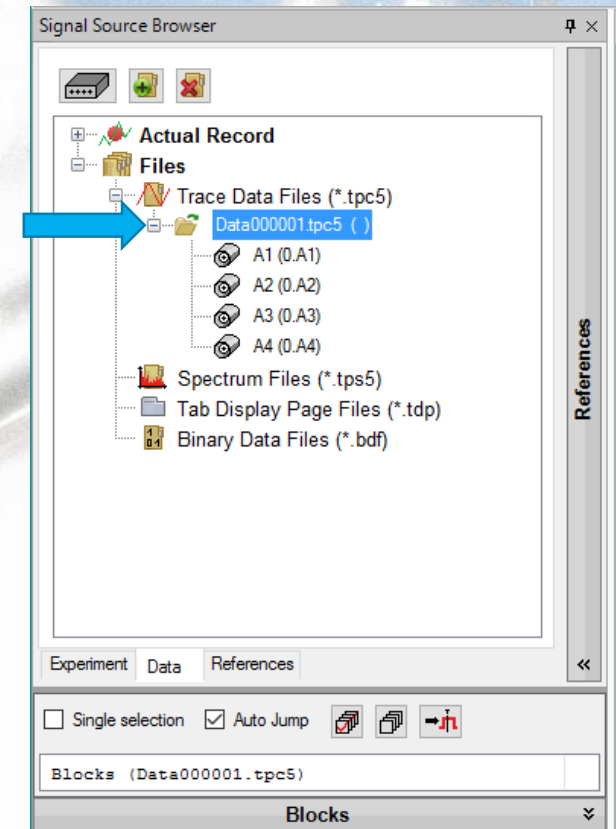 Signal Source Browser
Actual Record
Files
Trace Data Files (*.tpc5)
Data000001.tpc5 ( )
A1 (0.A1)
A2 (0.A2)
A3 (0.A3)
A4 (0.A4)
Spectrum Files (*.tps5)
Tab Display Page Files (*.tdp)
Binary Data Files (*.bdf)
References
Experiment Data References
Single selection Auto Jump
Blocks (Data000001.tpc5)
Blocks